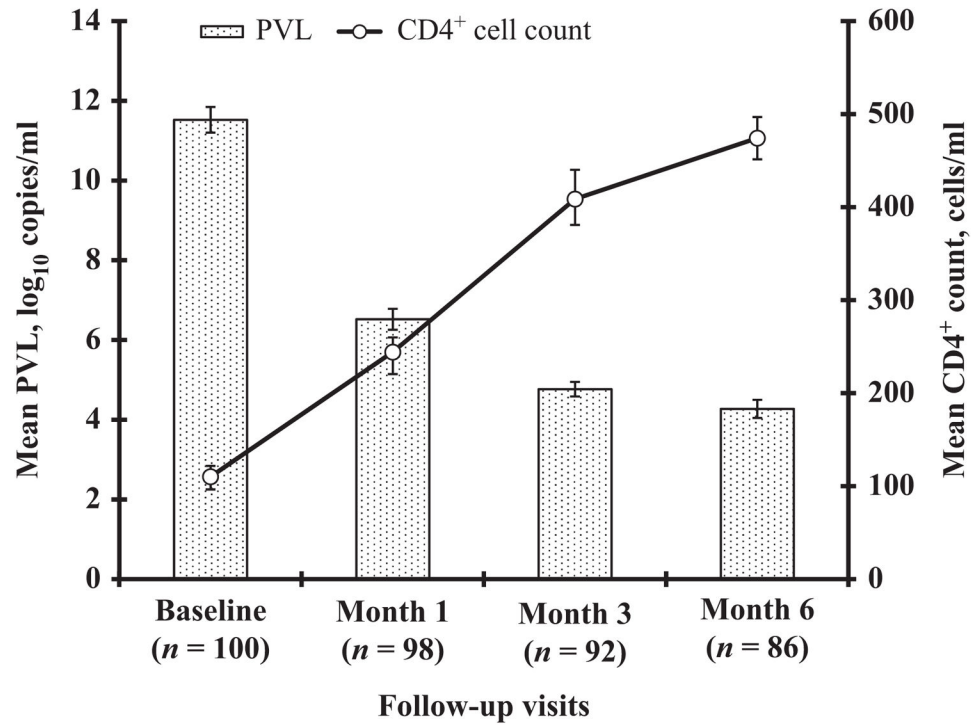 PVL CD4+ cell count
Mean PVL, log10 copies/ml
14
12
10
8
6
4
2
0
600
500
400
300
200
100
0
Mean CD4+ count, cells/ml
Baseline Month 1 Month 3 Month 6
(n = 100) (n = 98) (n = 92) (n = 86)
Follow-up visits